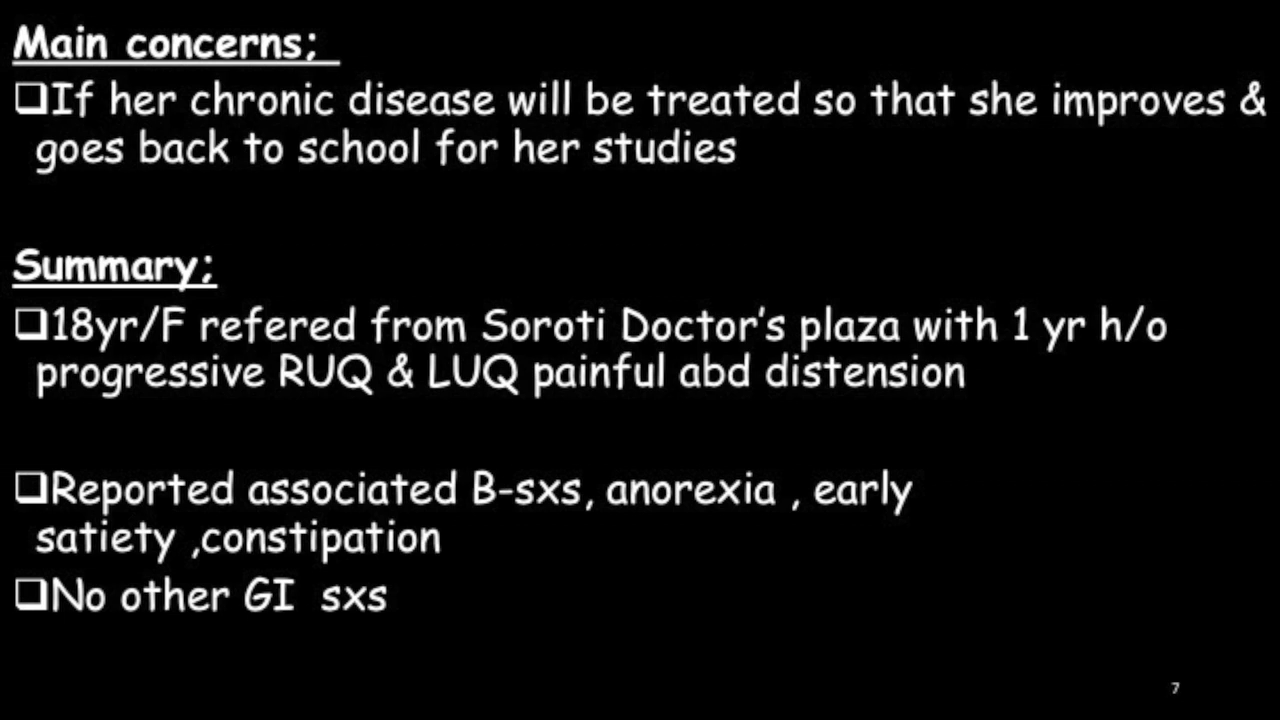 Main concerns;
❑If her chronic disease will be treated so that she improves &
goes back to school for her studies
Summary;
❑18yr/F refered from Soroti Doctor's plaza with 1 yr h/o
progressive RUQ & LUQ painful abd distension
❑Reported associated B-sxs, anorexia , early
satiety ,constipation
❑No other GI  sxs
7